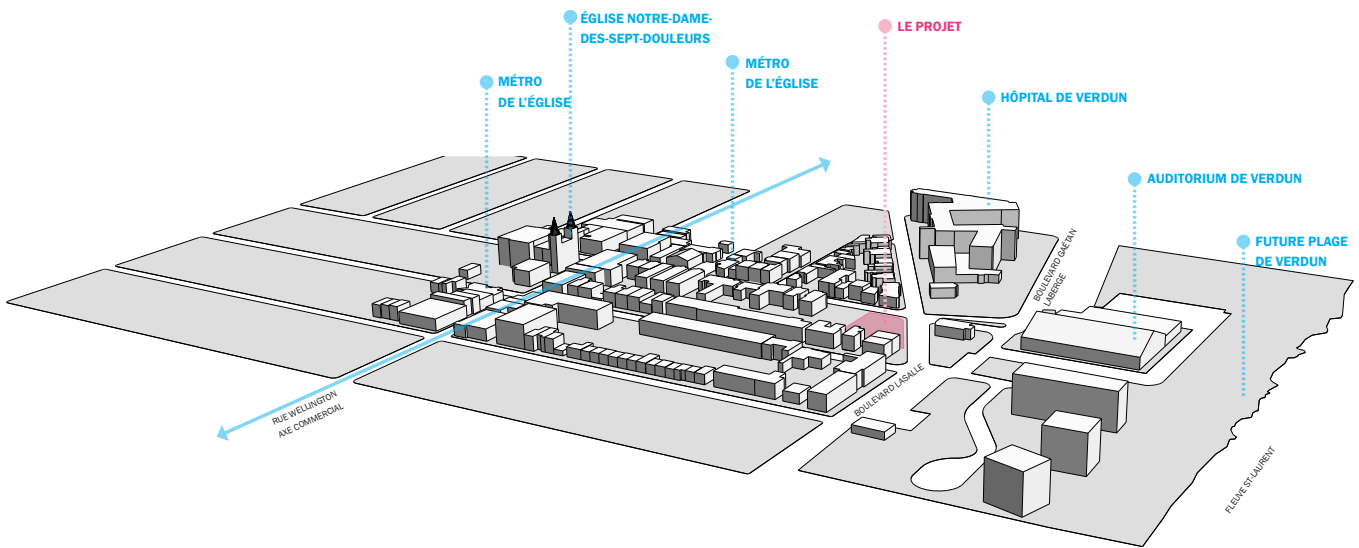 ÉGLISE NOTRE-DAME-
DES-SEPT-DOULEURS
LE PROJET
MÉTRO
DE L'ÉGLISE
MÉTRO
DE L'ÉGLISE
HÔPITAL DE VERDUN
AUDITORIUM DE VERDUN
FUTURE PLAGE
DE VERDUN
BOULEVARD GAÉTAN
LABERGE
BOULEVARD LASALLE
RUE WELLINGTON
AXE COMMERCIAL
FLEUVE ST-LAURENT